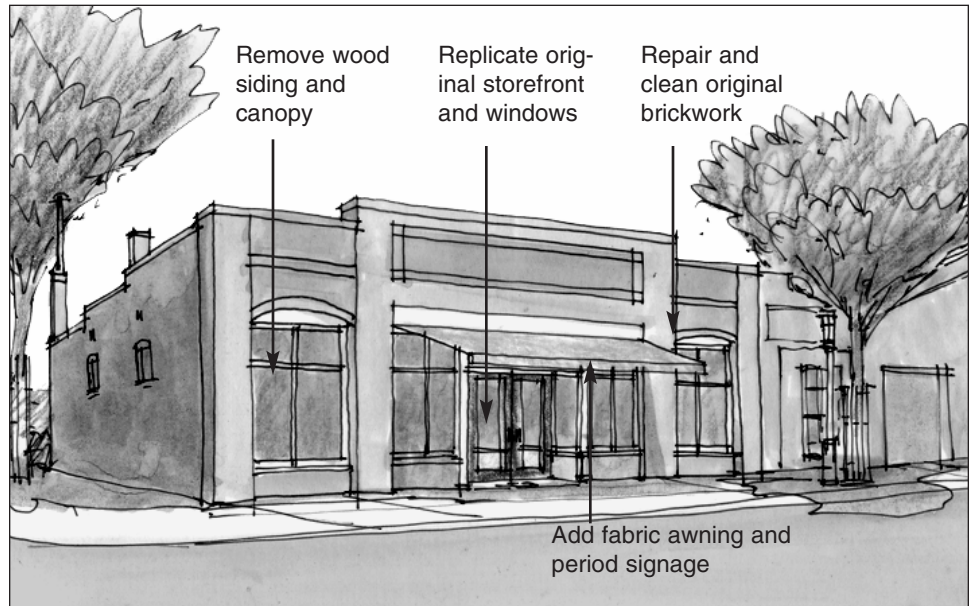 Remove wood
siding and
canopy
Replicate orig-
inal storefront
and windows
Repair and
clean original
brickwork
Add fabric awning and
period signage